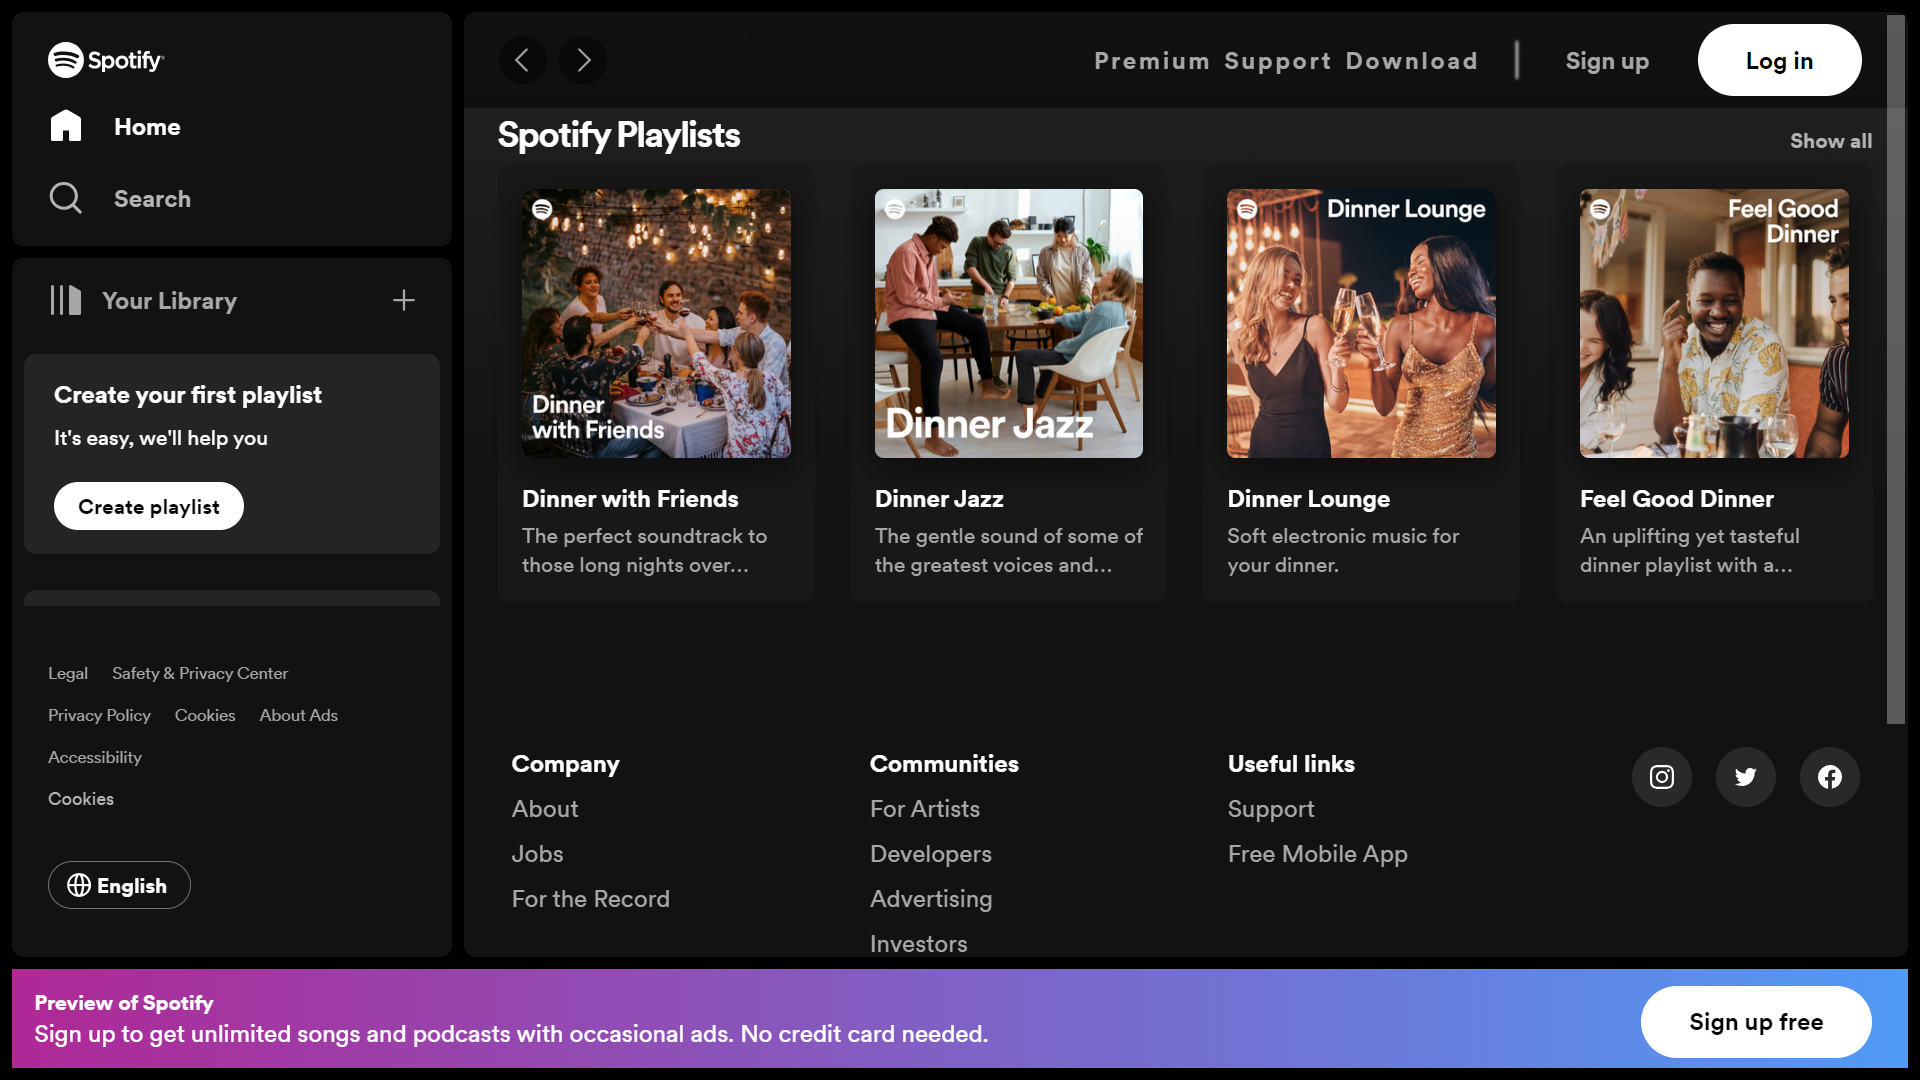 Spotify
Home
Search
Your Library
Create your first playlist
It's easy, we'll help you
Create playlist
Legal Safety & Privacy Center
Privacy Policy Cookies About Ads
Accessibility
Cookies
English
Premium Support Download Sign up Log in
Spotify Playlists
Show all
Dinner
with Friends
Dinner with Friends
The perfect soundtrack to
those long nights over...
Dinner Jazz
Dinner Jazz
The gentle sound of some of
the greatest voices and...
Dinner Lounge
Dinner Lounge
Soft electronic music for
your dinner.
Feel Good
Dinner
Feel Good Dinner
An uplifting yet tasteful
dinner playlist with a...
Company
About
Jobs
For the Record
Communities
For Artists
Developers
Advertising
Investors
Useful links
Support
Free Mobile App
Preview of Spotify
Sign up to get unlimited songs and podcasts with occasional ads. No credit card needed.
Sign up free